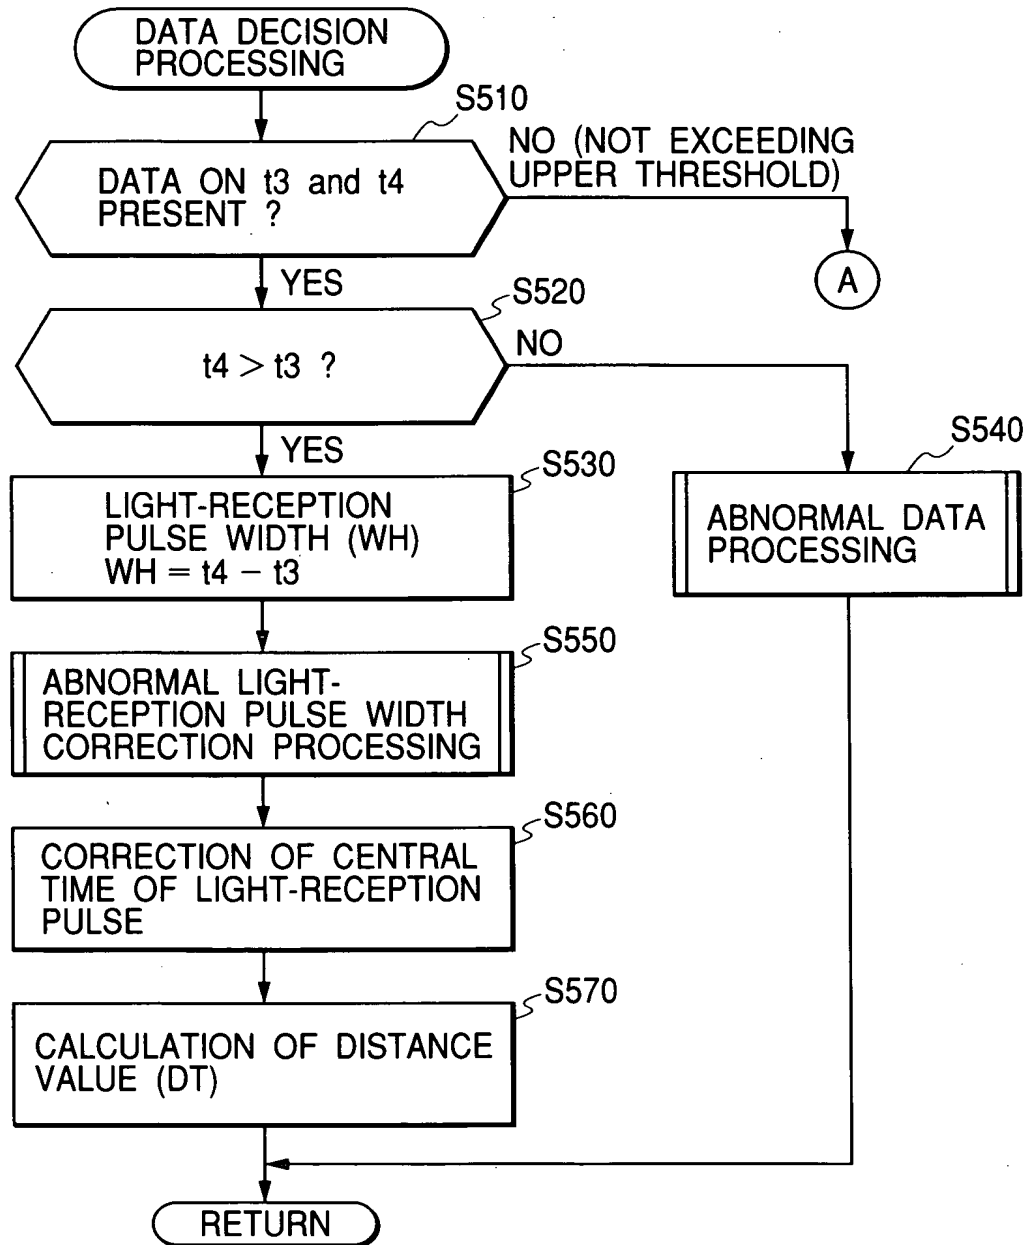 DATA DECISION
PROCESSING
S510
DATA ON t3 and t4
PRESENT ?
NO (NOT EXCEEDING
UPPER THRESHOLD)
A
YES
S520
t4 > t3 ?
NO
YES
S530
LIGHT-RECEPTION
PULSE WIDTH (WH)
WH = t4 – t3
S540
ABNORMAL DATA
PROCESSING
S550
ABNORMAL LIGHT-
RECEPTION PULSE WIDTH
CORRECTION PROCESSING
S560
CORRECTION OF CENTRAL
TIME OF LIGHT-RECEPTION
PULSE
S570
CALCULATION OF DISTANCE
VALUE (DT)
RETURN